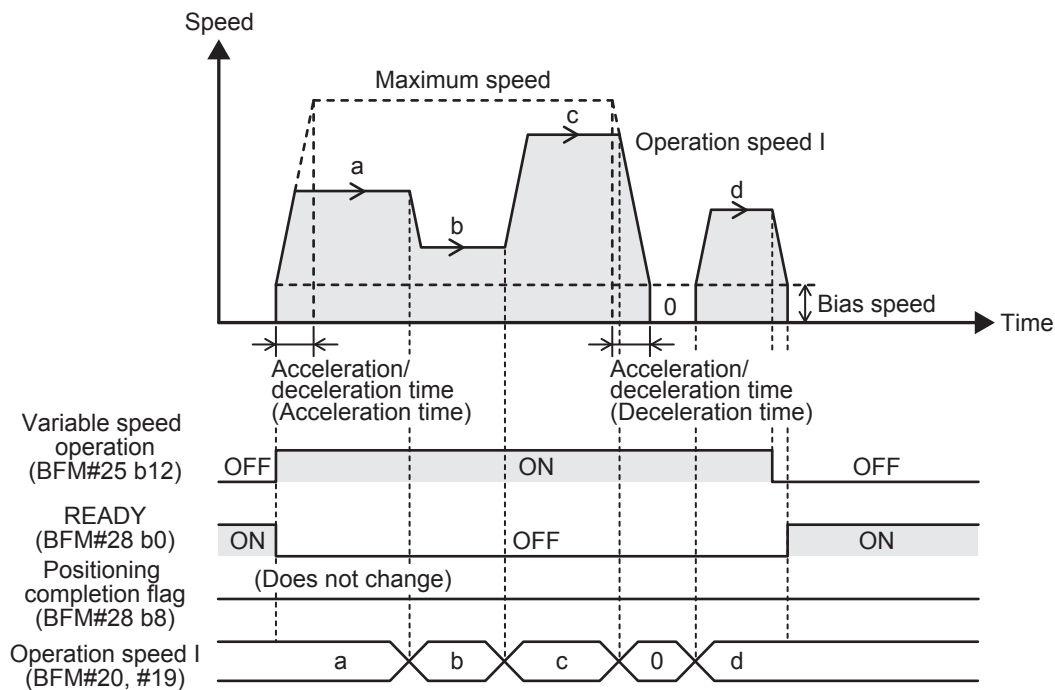 Speed
Maximum speed
c
Operation speed I
a
d
b
0
Bias speed
Time
Acceleration/
deceleration time
(Acceleration time)
Acceleration/
deceleration time
(Deceleration time)
Variable speed
operation
(BFM#25 b12)
OFF
ON
OFF
READY
(BFM#28 b0)
ON
OFF
ON
Positioning
completion flag
(BFM#28 b8)
(Does not change)
Operation speed I
(BFM#20, #19)
a
b
c
0
d